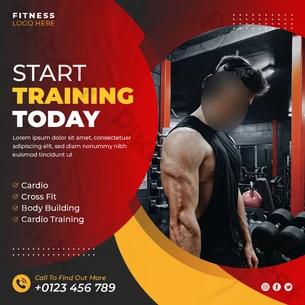 FITNESS
LOGO HERE
START
TRAINING
TODAY
Lorem ipsum dolor sit amet, consectetuer
adipiscing elit, sed diam nonummy nibh
euismod tincidunt ut
Cardio
Cross Fit
Body Building
Cardio Training
Call To Find Out More
+0123 456 789